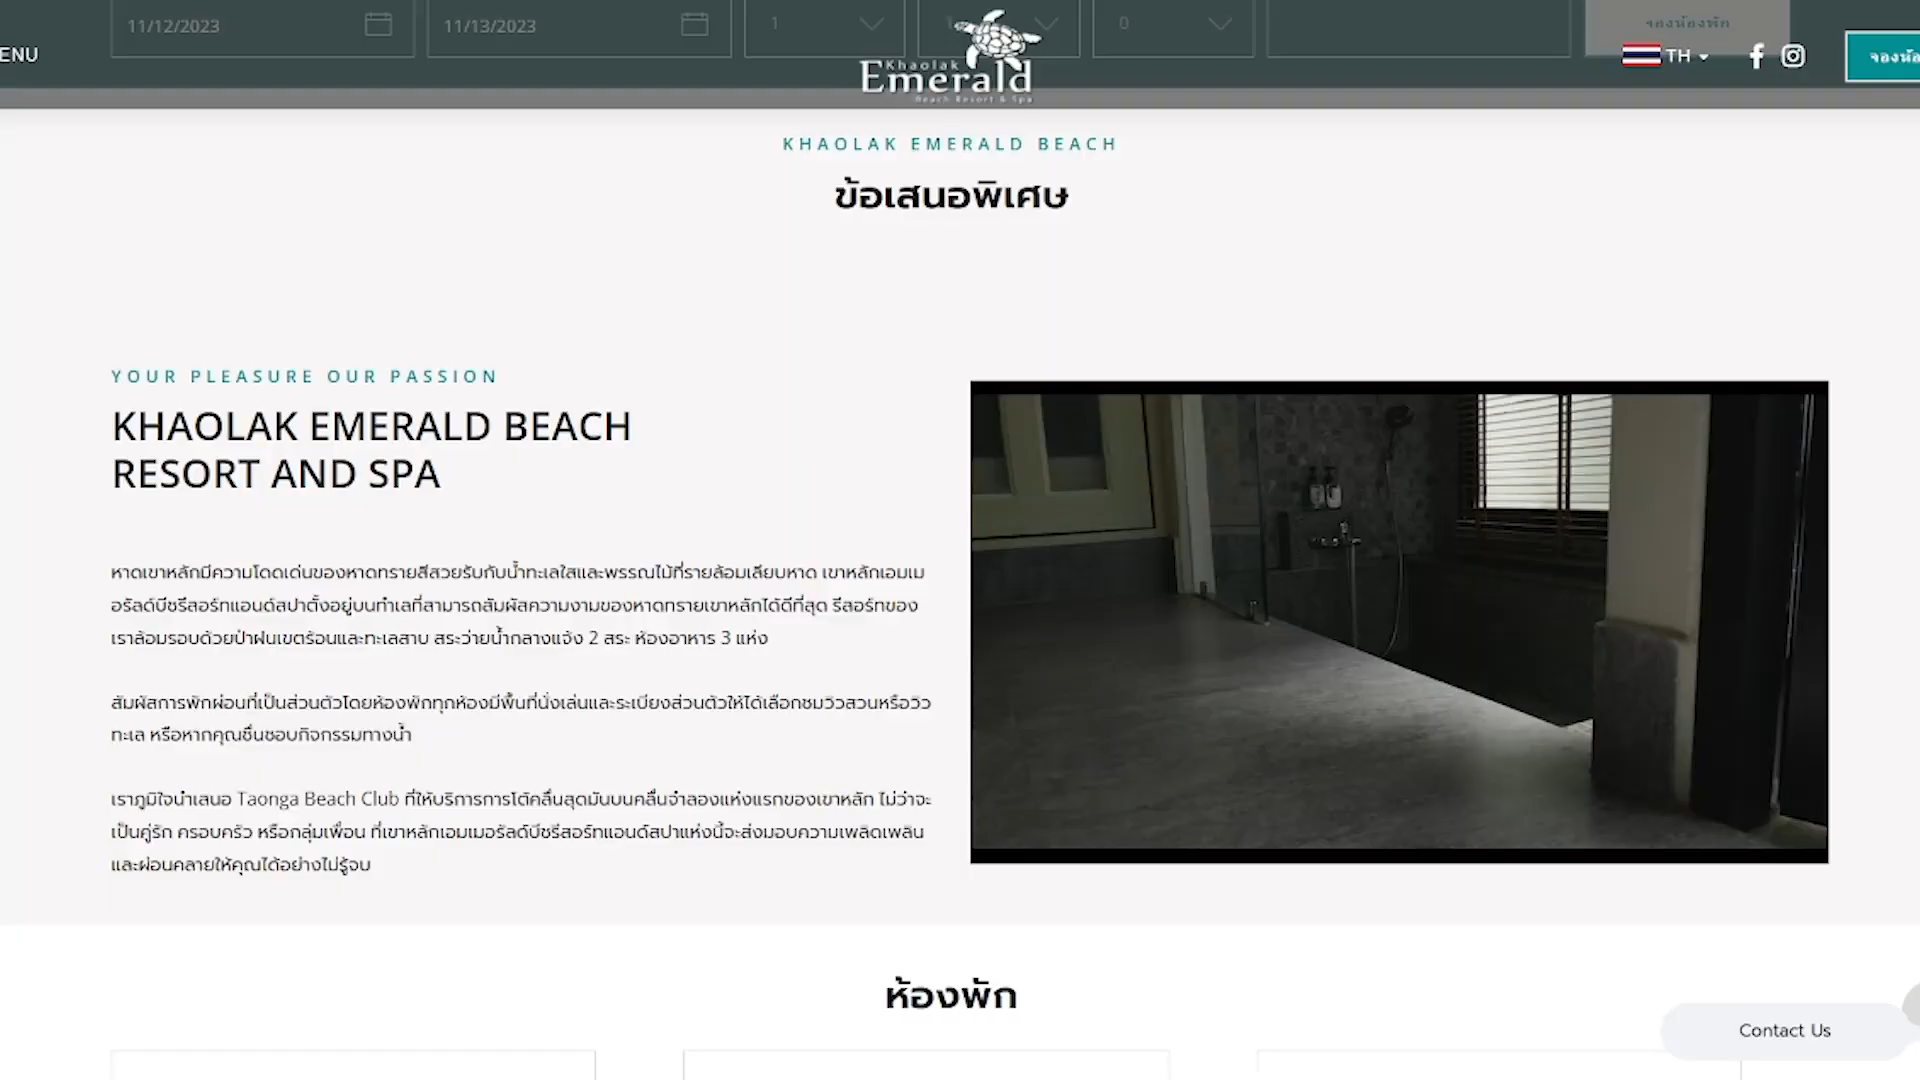 11/12/2023
11/13/2023
1
0
จองห้องพัก
ENU
Khaolak
Emerald
Beach Resort & Spa
TH
KHAOLAK EMERALD BEACH
ข้อเสนอพิเศษ
YOUR PLEASURE OUR PASSION
KHAOLAK EMERALD BEACH
RESORT AND SPA
หาดเขาหลักมีความโดดเด่นของหาดทรายสีสวยรับกับน้ำทะเลใสและพรรณไม้ที่รายล้อมเลียบหาด เขาหลักเอมเม
อรัลด์บีชรีสอร์ทแอนด์สปาตั้งอยู่บนทำเลที่สามารถสัมผัสความงามของหาดทรายเขาหลักได้ดีที่สุด รีสอร์ทของ
เราล้อมรอบด้วยป่าฝนเขตร้อนและทะเลสาบ สระว่ายน้ำกลางแจ้ง 2 สระ ห้องอาหาร 3 แห่ง
สัมผัสการพักผ่อนที่เป็นส่วนตัวโดยห้องพักทุกห้องมีพื้นที่นั่งเล่นและระเบียงส่วนตัวให้ได้เลือกชมวิวสวนหรือวิว
ทะเล หรือหากคุณชื่นชอบกิจกรรมทางน้ำ
เราภูมิใจนำเสนอ Taonga Beach Club ที่ให้บริการการโต้คลื่นสุดมันบนคลื่นจำลองแห่งแรกของเขาหลัก ไม่ว่าจะ
เป็นคู่รัก ครอบครัว หรือกลุ่มเพื่อน ที่เขาหลักเอมเมอรัลด์บีชรีสอร์ทแอนด์สปาแห่งนี้จะส่งมอบความเพลิดเพลิน
และผ่อนคลายให้คุณได้อย่างไม่รู้จบ
ห้องพัก
Contact Us